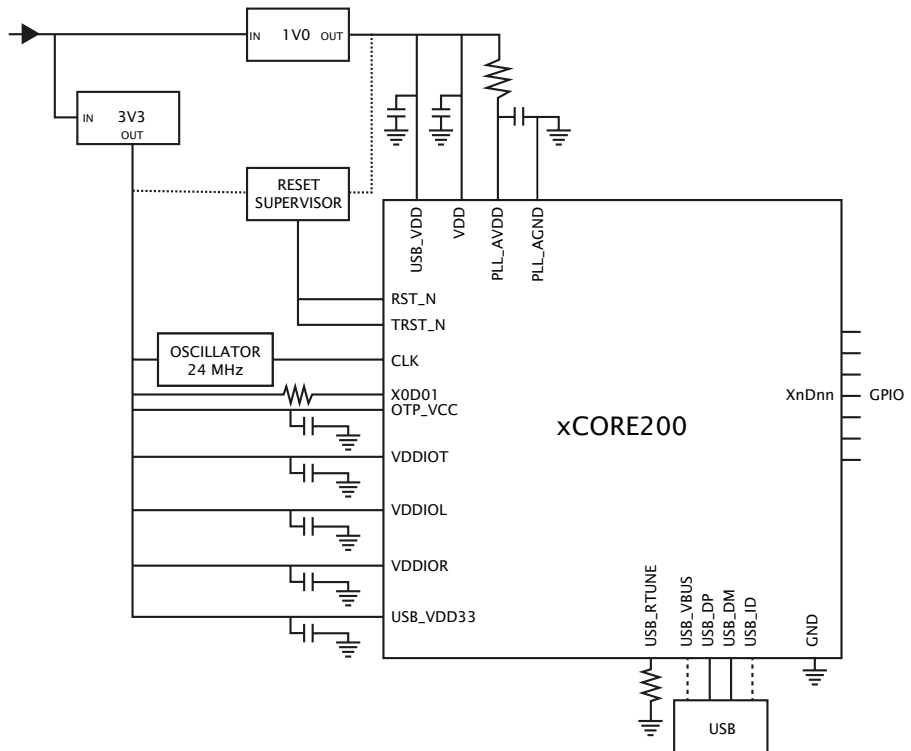 IN 1V0 OUT
IN 3V3
OUT
RESET
SUPERVISOR
USB_VDD
VDD
PLL_AVDD
PLL_AGND
RST_N
TRST_N
OSCILLATOR
24 MHz
CLK
X0D01
OTP_VCC
XnDnn
GPIO
xCORE200
VDDIOT
VDDIOL
VDDIOR
USB_VDD33
USB_RTUNE
USB_VBUS
USB_DP
USB_DM
USB_ID
GND
USB